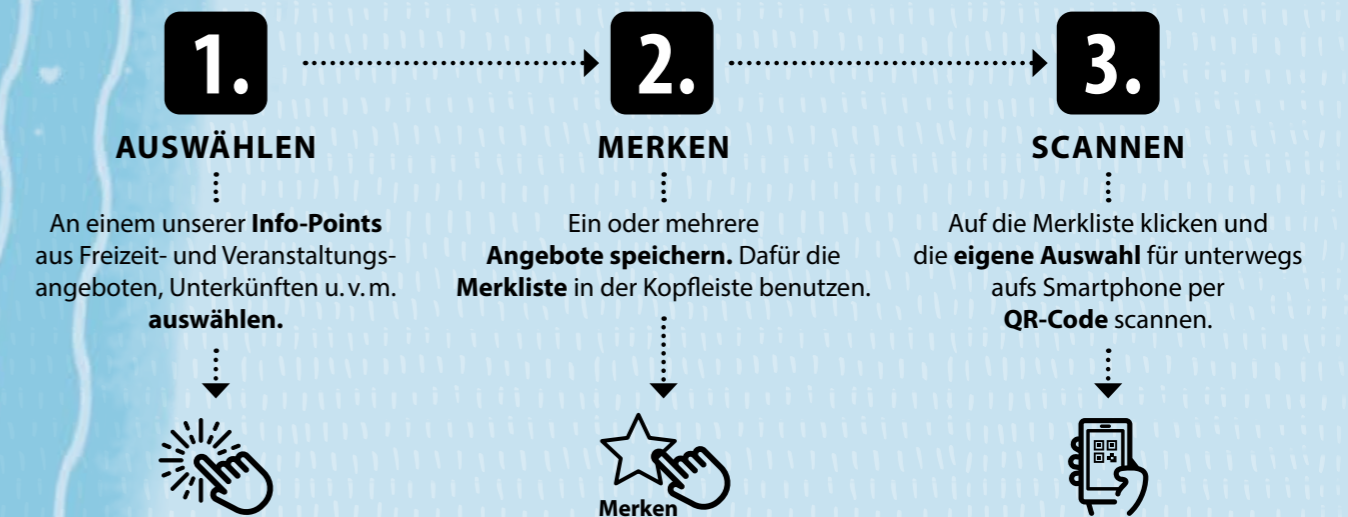 1.
AUSWÄHLEN
An einem unserer Info-Points
aus Freizeit- und Veranstaltungs-
angeboten, Unterkünften u. v. m.
auswählen.
2.
MERKEN
Ein oder mehrere
Angebote speichern. Dafür die
Merkliste in der Kopfleiste benutzen.
Merken
3.
SCANNEN
Auf die Merkliste klicken und
die eigene Auswahl für unterwegs
aufs Smartphone per
QR-Code scannen.